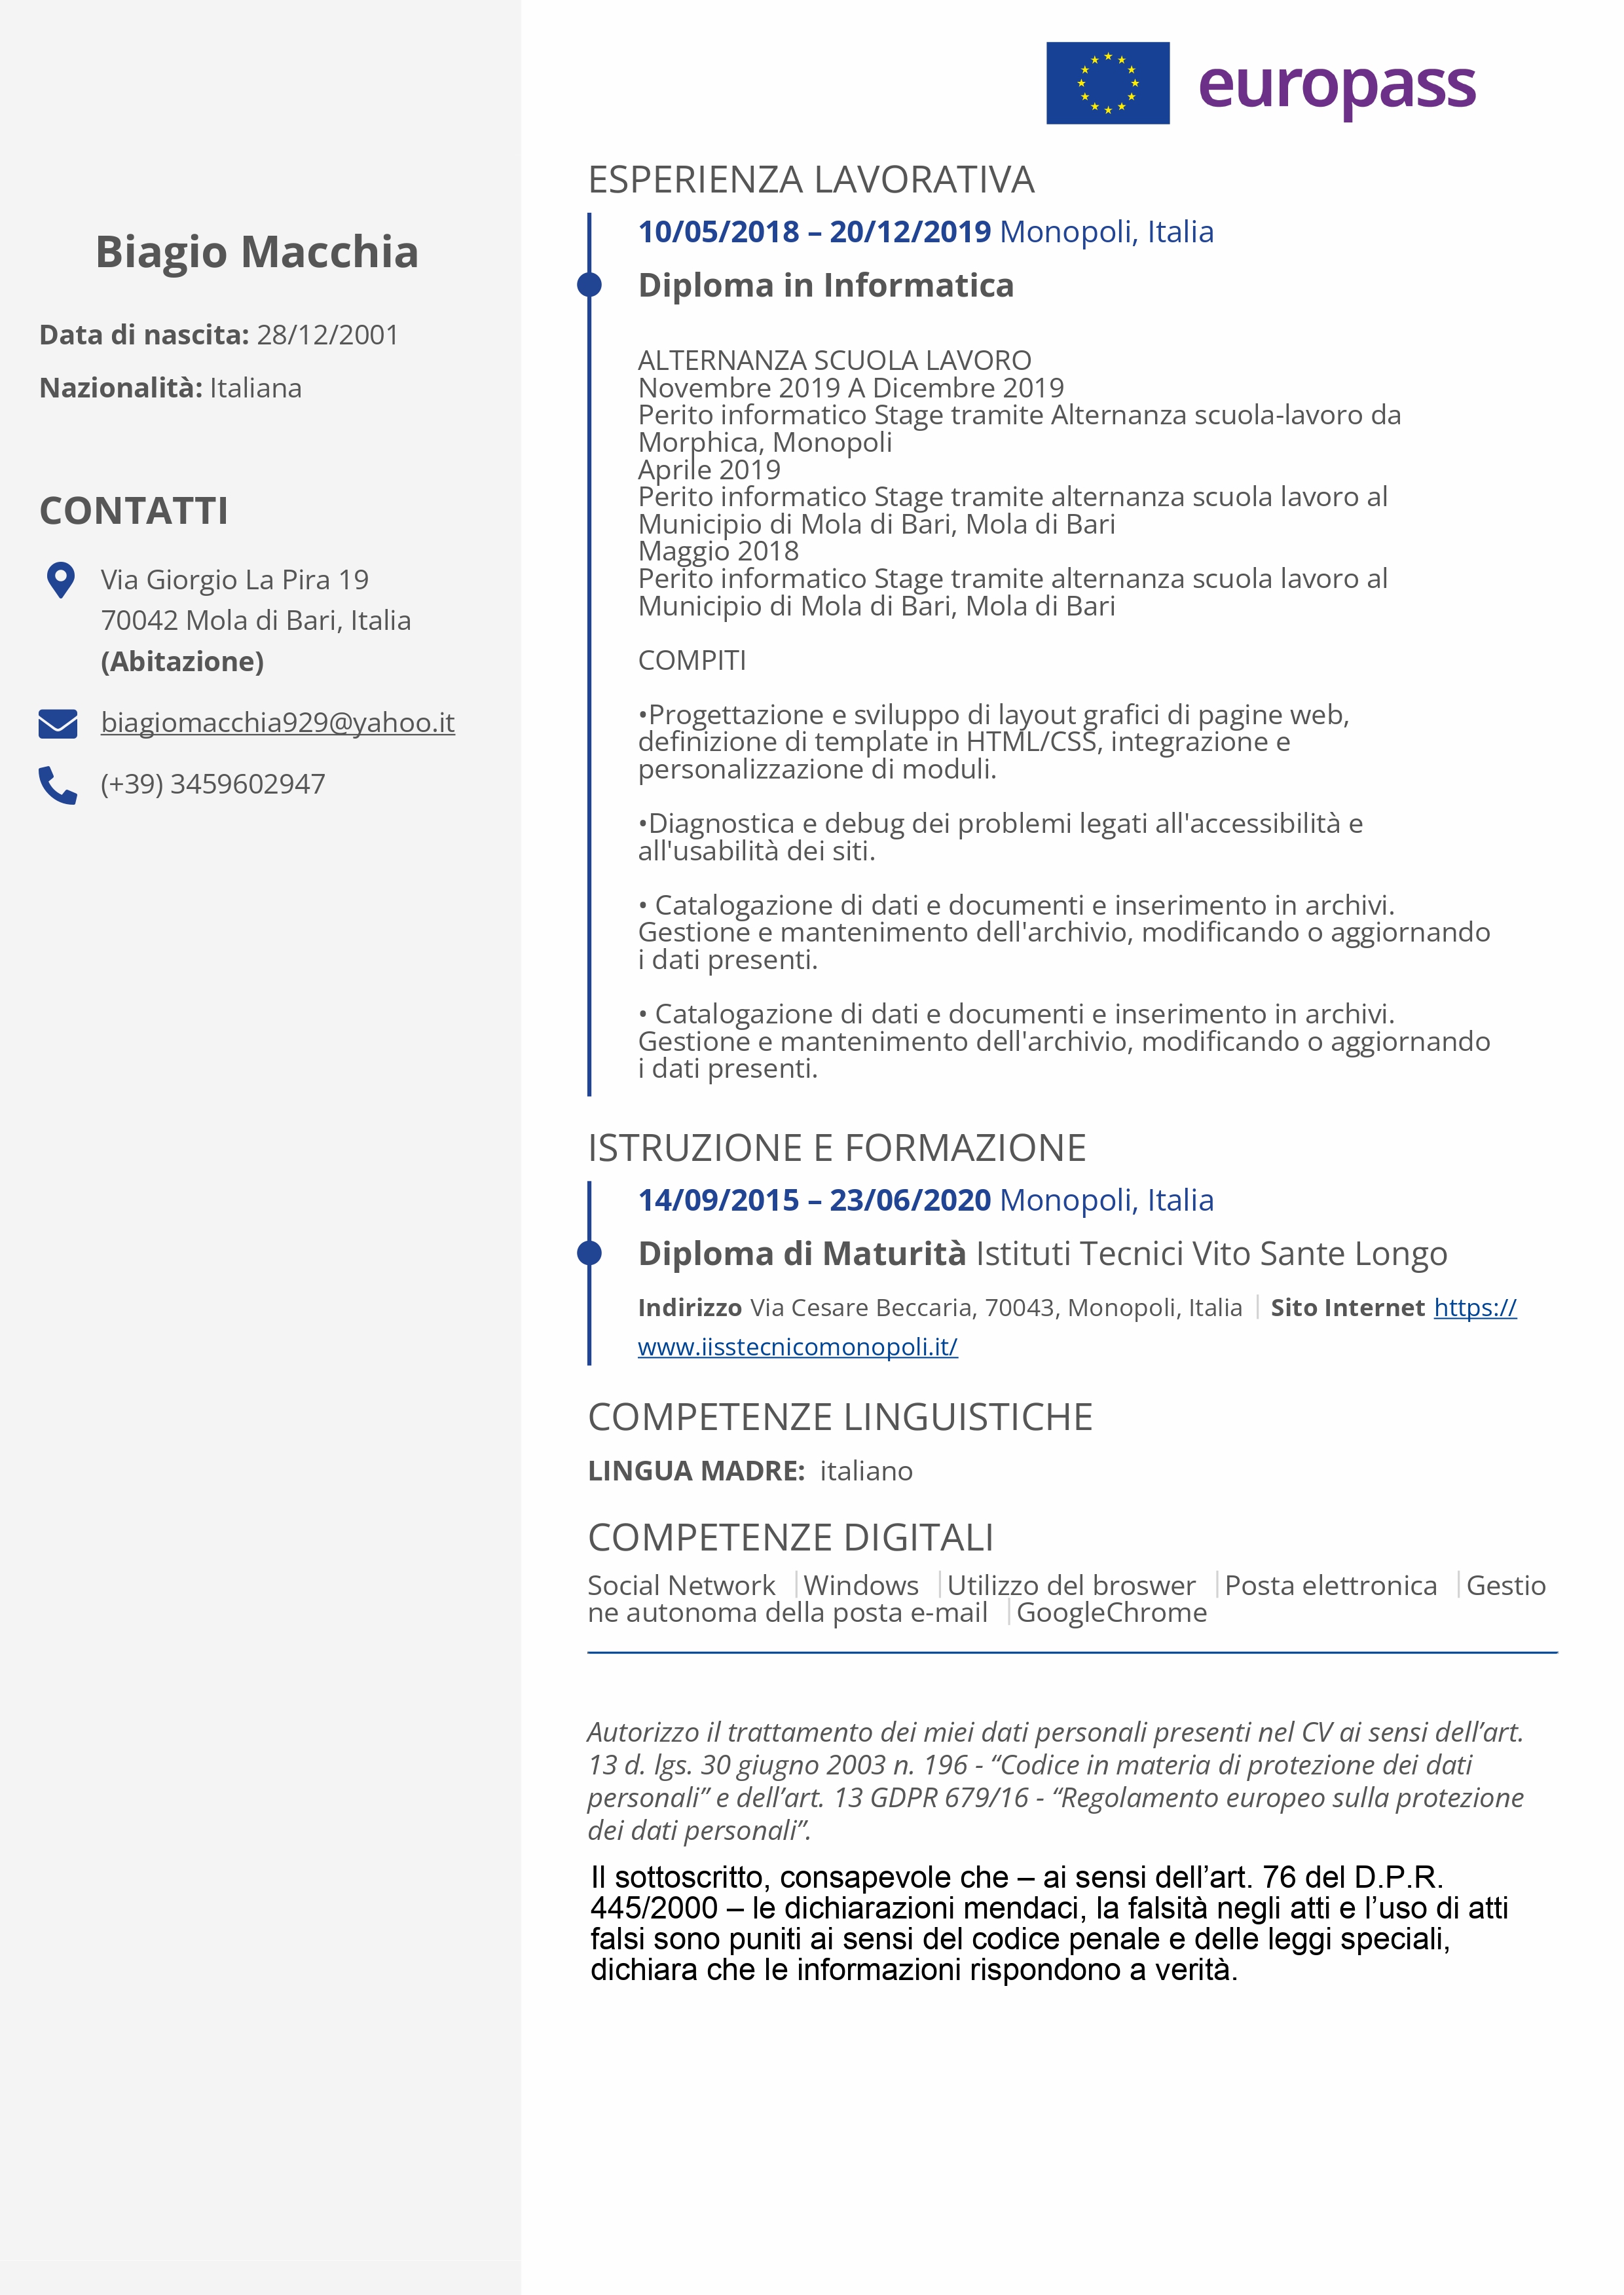 europass
Biagio Macchia
Data di nascita: 28/12/2001
Nazionalità: Italiana
CONTATTI
Via Giorgio La Pira 19
70042 Mola di Bari, Italia
(Abitazione)
biagiomacchia929@yahoo.it
(+39) 3459602947
ESPERIENZA LAVORATIVA
10/05/2018 – 20/12/2019 Monopoli, Italia
Diploma in Informatica
ALTERNANZA SCUOLA LAVORO
Novembre 2019 A Dicembre 2019
Perito informatico Stage tramite Alternanza scuola-lavoro da
Morphica, Monopoli
Aprile 2019
Perito informatico Stage tramite alternanza scuola lavoro al
Municipio di Mola di Bari, Mola di Bari
Maggio 2018
Perito informatico Stage tramite alternanza scuola lavoro al
Municipio di Mola di Bari, Mola di Bari
COMPITI
•Progettazione e sviluppo di layout grafici di pagine web,
definizione di template in HTML/CSS, integrazione e
personalizzazione di moduli.
•Diagnostica e debug dei problemi legati all'accessibilità e
all'usabilità dei siti.
• Catalogazione di dati e documenti e inserimento in archivi.
Gestione e mantenimento dell'archivio, modificando o aggiornando
i dati presenti.
• Catalogazione di dati e documenti e inserimento in archivi.
Gestione e mantenimento dell'archivio, modificando o aggiornando
i dati presenti.
ISTRUZIONE E FORMAZIONE
14/09/2015 – 23/06/2020 Monopoli, Italia
Diploma di Maturità Istituti Tecnici Vito Sante Longo
Indirizzo Via Cesare Beccaria, 70043, Monopoli, Italia | Sito Internet https://
www.iisstecnicomonopoli.it/
COMPETENZE LINGUISTICHE
LINGUA MADRE: italiano
COMPETENZE DIGITALI
Social Network |Windows |Utilizzo del broswer |Posta elettronica |Gestio
ne autonoma della posta e-mail |GoogleChrome
Autorizzo il trattamento dei miei dati personali presenti nel CV ai sensi dell’art.
13 d. lgs. 30 giugno 2003 n. 196 - “Codice in materia di protezione dei dati
personali” e dell’art. 13 GDPR 679/16 - “Regolamento europeo sulla protezione
dei dati personali”.
Il sottoscritto, consapevole che – ai sensi dell’art. 76 del D.P.R.
445/2000 – le dichiarazioni mendaci, la falsità negli atti e l’uso di atti
falsi sono puniti ai sensi del codice penale e delle leggi speciali,
dichiara che le informazioni rispondono a verità.